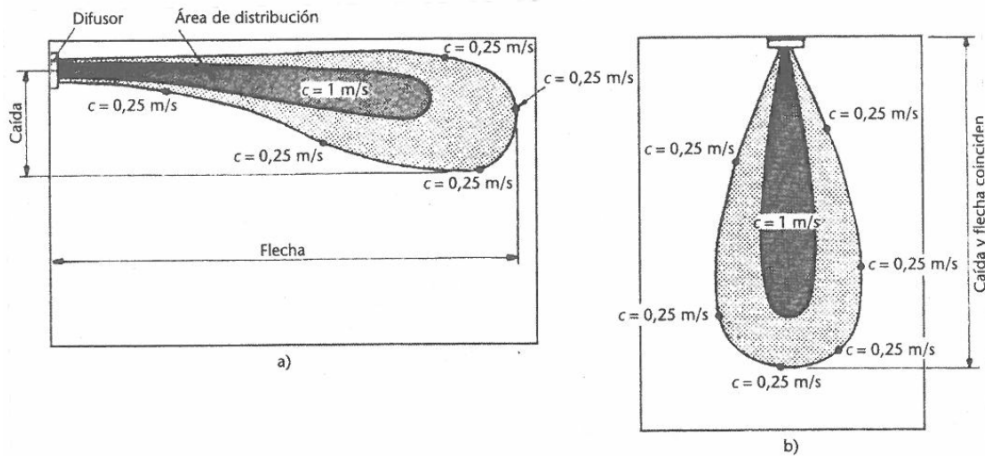 Difusor
Área de distribución
c = 0,25 m/s
c = 0,25 m/s
c = 1 m/s
c = 0,25 m/s
c = 0,25 m/s
c = 0,25 m/s
Caída
Flecha
a)
c = 0,25 m/s
c = 0,25 m/s
c = 1 m/s
c = 0,25 m/s
c = 0,25 m/s
c = 0,25 m/s
c = 0,25 m/s
Caída y flecha coinciden
b)